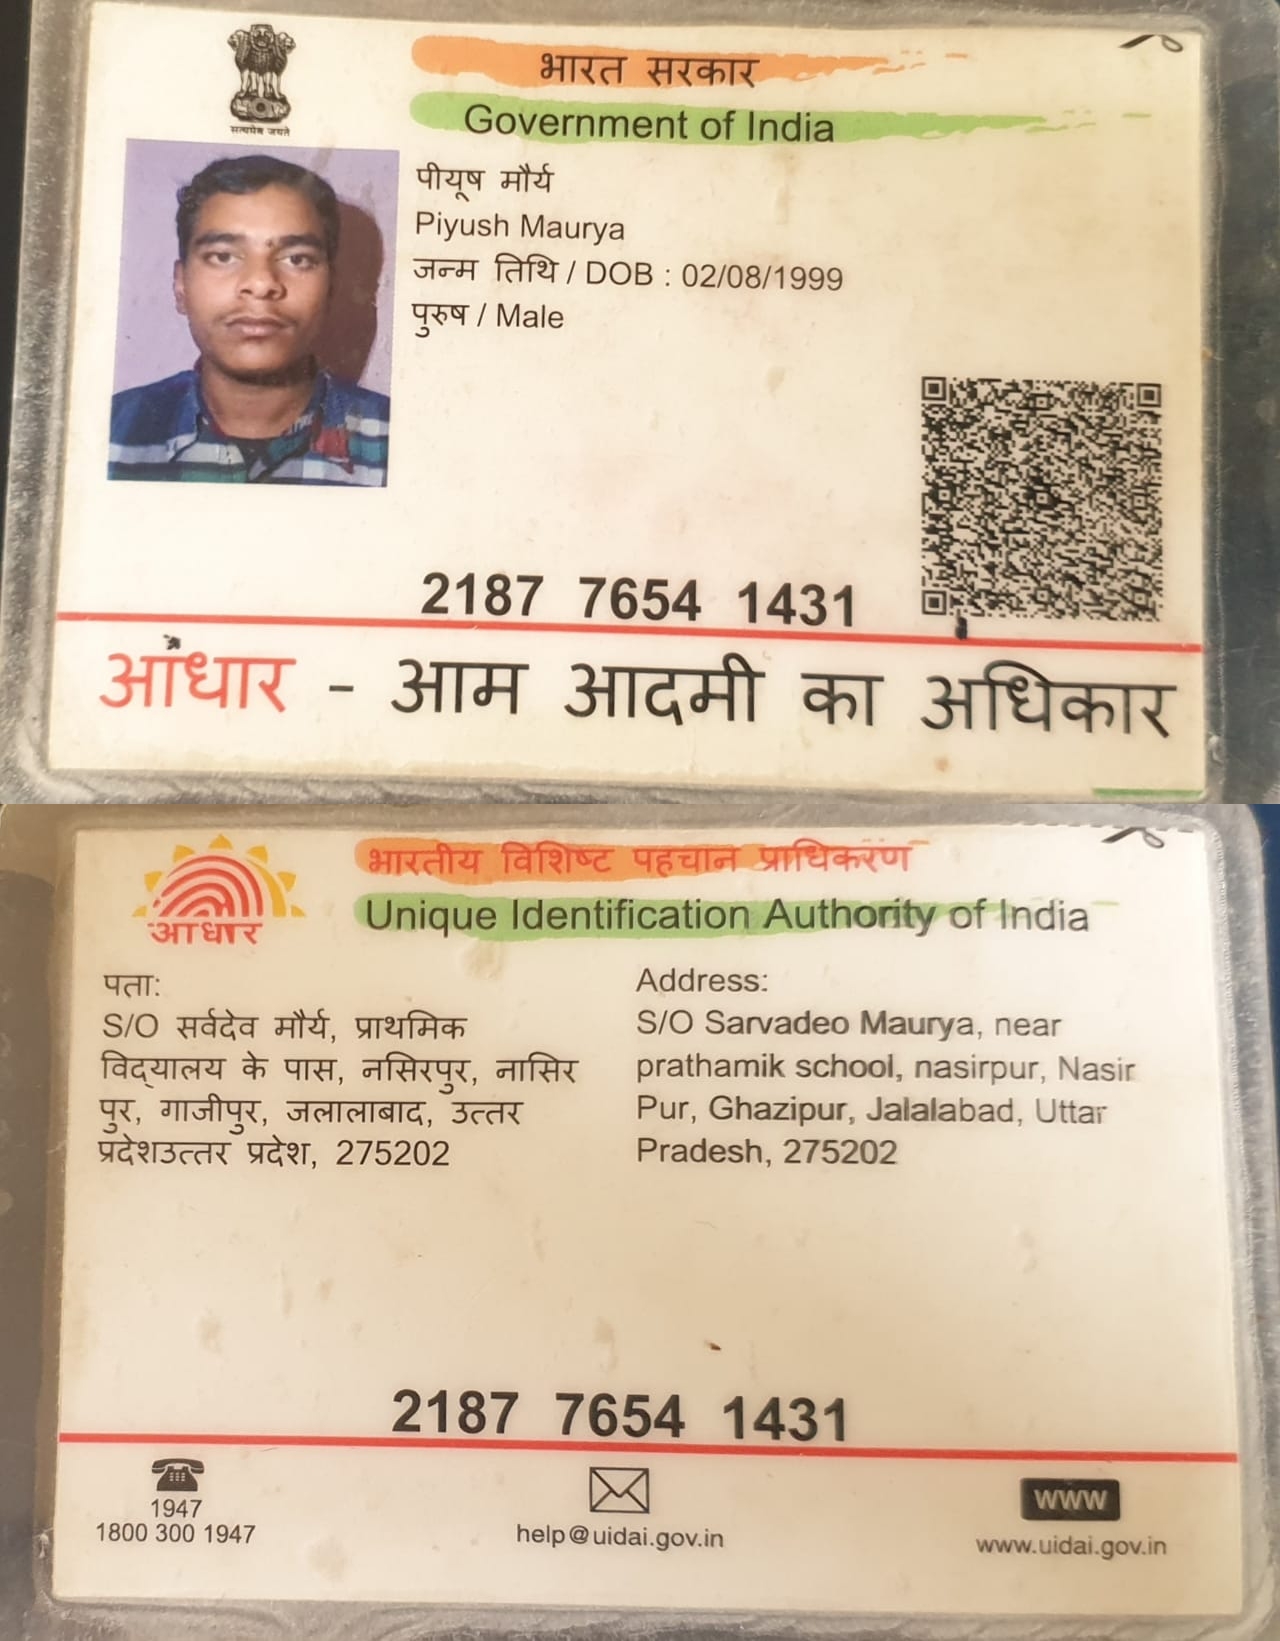 सत्यमेव जयते
भारत सरकार
Government of India
पीयूष मौर्य
Piyush Maurya
जन्म तिथि / DOB : 02/08/1999
पुरुष / Male
2187 7654 1431
आधार - आम आदमी का अधिकार
भारतीय विशिष्ट पहचान प्राधिकरण
Unique Identification Authority of India
आधार
पता:
S/O सर्वदेव मौर्य, प्राथमिक
विद्यालय के पास, नसिरपुर, नासिर
पुर, गाजीपुर, जलालाबाद, उत्तर
प्रदेशउत्तर प्रदेश, 275202
Address:
S/O Sarvadeo Maurya, near
prathamik school, nasirpur, Nasir
Pur, Ghazipur, Jalalabad, Uttar
Pradesh, 275202
2187 7654 1431
1947
1800 300 1947
help@uidai.gov.in
www
www.uidai.gov.in